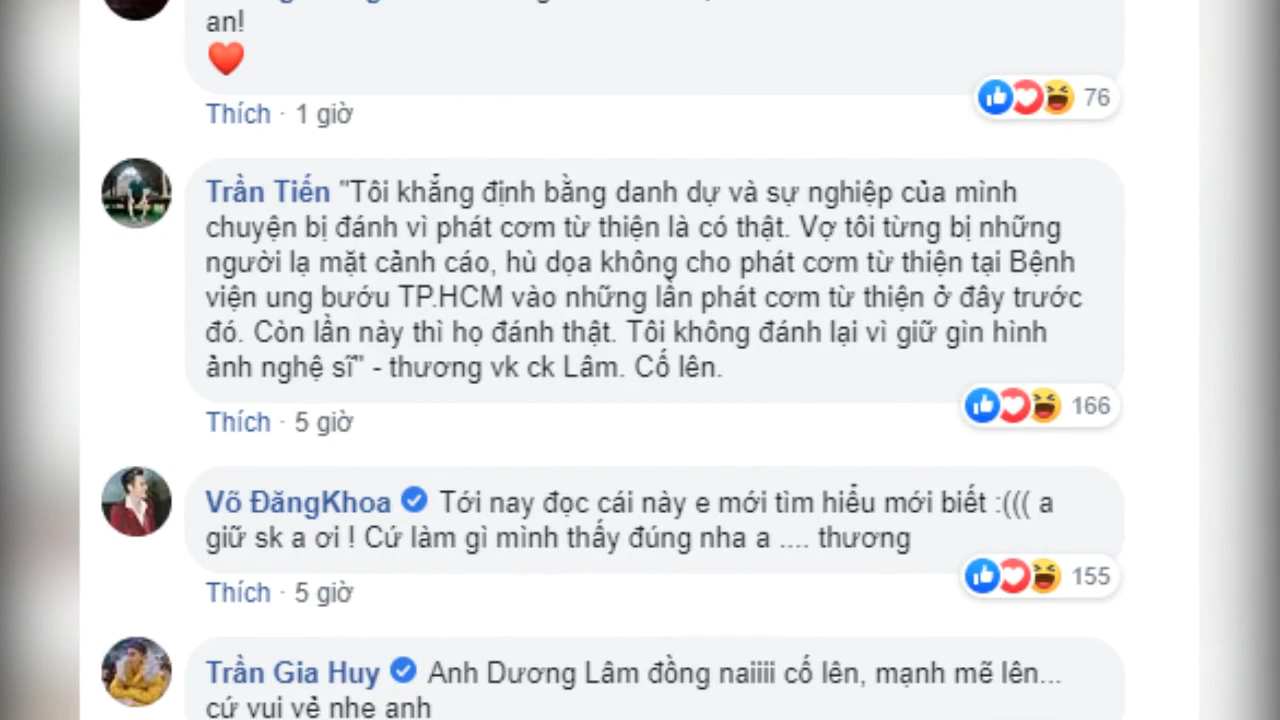 an!
Thích · 1 giờ
76
Trần Tiến "Tôi khẳng định bằng danh dự và sự nghiệp của mình
chuyện bị đánh vì phát cơm từ thiện là có thật. Vợ tôi từng bị những
người lạ mặt cảnh cáo, hù dọa không cho phát cơm từ thiện tại Bệnh
viện ung bướu TP.HCM vào những lần phát cơm từ thiện ở đây trước
đó. Còn lần này thì họ đánh thật. Tôi không đánh lại vì giữ gìn hình
ảnh nghệ sĩ" - thương vk ck Lâm. Cố lên.
166
Thích · 5 giờ
Võ ĐăngKhoa Tới nay đọc cái này e mới tìm hiểu mới biết :((( a
giữ sk a ơi ! Cứ làm gì mình thấy đúng nha a .... thương
155
Thích · 5 giờ
Trần Gia Huy Anh Dương Lâm đồng naiiii cố lên, mạnh mẽ lên...
cứ vui vẻ nhe anh